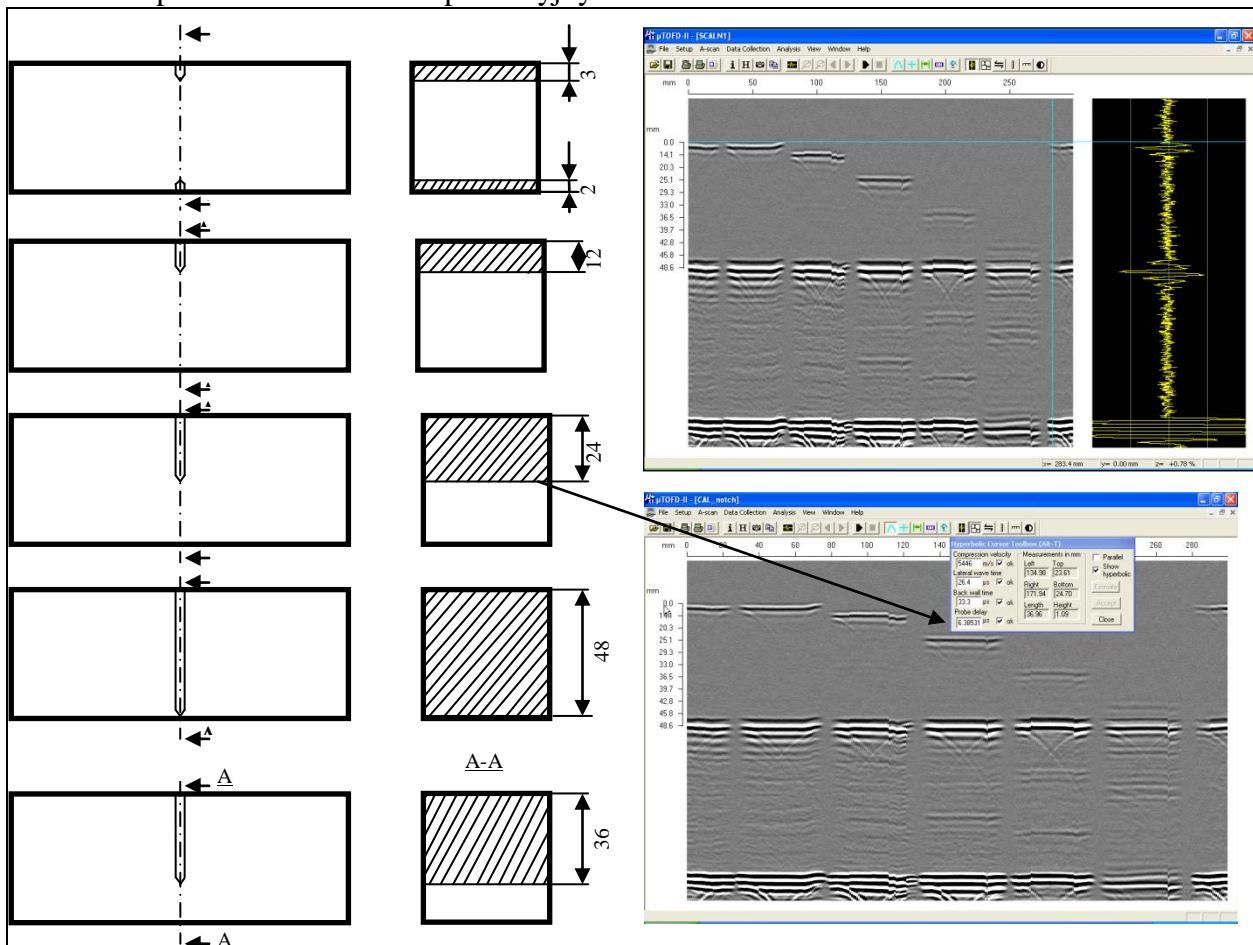 3
2
12
24
48
A-A
A
36
A
µTOFD-II - [SCALN1]
File Setup A-scan Data Collection Analysis View Window Help
mm 0 50 100 150 200 250
mm
0.0
14.1
20.3
25.1
29.3
33.0
36.5
39.7
42.8
45.8
48.6
x= 283.4 mm y= 0.00 mm z= +0.78 %
µTOFD-II - [CAL_notch]
File Setup A-scan Data Collection Analysis View Window Help
mm 0 20 40 60 80 100 120 140 260 280
mm
0.0
20.3
25.1
29.3
33.0
36.5
39.7
42.8
45.8
48.6
Hyperbolic Cursor Toolbox (Alt-T)
Compression velocity
5446 m/s ok
Lateral wave time
26.4 µs ok
Back wall time
33.3 µs ok
Probe delay
6.38531 µs ok
Measurements in mm
Left Top
134.98 23.61
Right Bottom
171.94 24.70
Length Height
36.96 1.09
Parallel
Show
hyperbolic
Estimate
Accept
Close